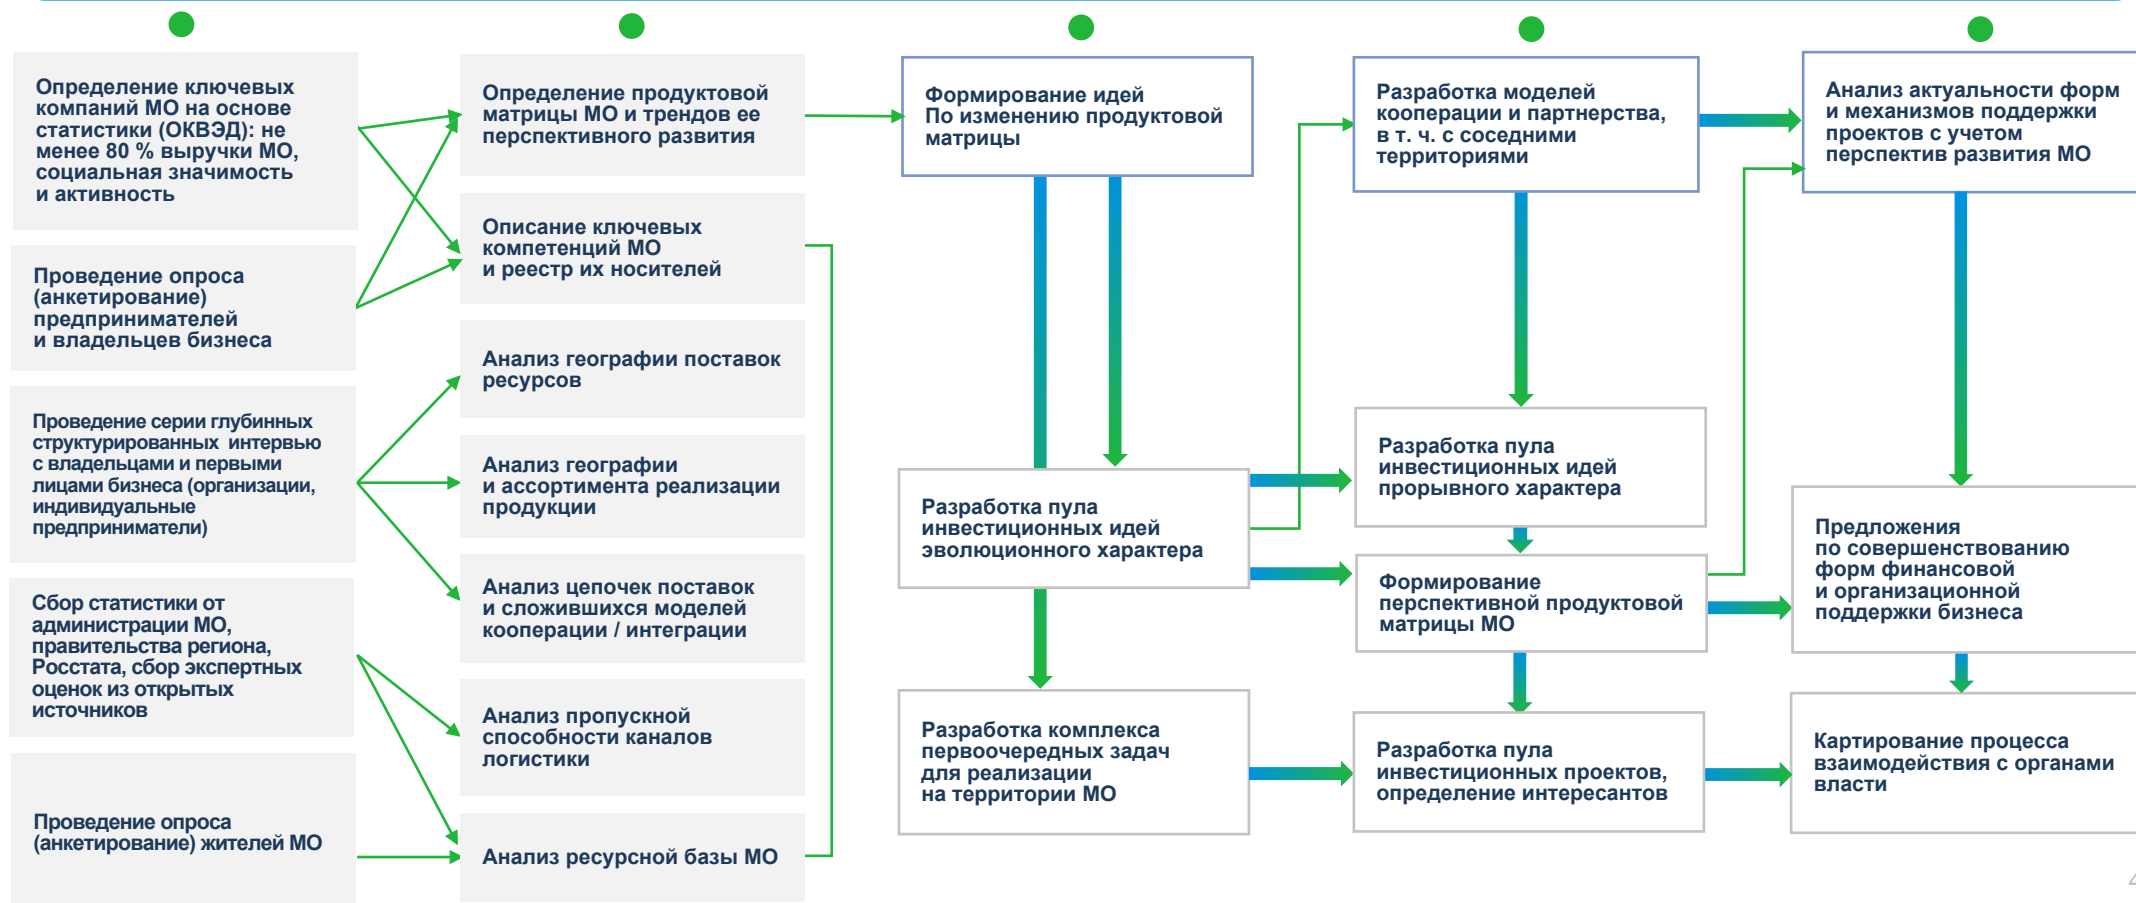 Определение ключевых
компаний МО на основе
статистики (ОКВЭД): не
менее 80 % выручки МО,
социальная значимость
и активность
Проведение опроса
(анкетирование)
предпринимателей
и владельцев бизнеса
Проведение серии глубинных
структурированных интервью
с владельцами и первыми
лицами бизнеса (организации,
индивидуальные
предприниматели)
Сбор статистики от
администрации МО,
правительства региона,
Росстата, сбор экспертных
оценок из открытых
источников
Проведение опроса
(анкетирование) жителей МО
Определение продуктовой
матрицы МО и трендов ее
перспективного развития
Описание ключевых
компетенций МО
и реестр их носителей
Анализ географии поставок
ресурсов
Анализ географии
и ассортимента реализации
продукции
Анализ цепочек поставок
и сложившихся моделей
кооперации / интеграции
Анализ пропускной
способности каналов
логистики
Анализ ресурсной базы МО
Формирование идей
По изменению продуктовой
матрицы
Разработка пула
инвестиционных идей
эволюционного характера
Разработка комплекса
первоочередных задач
для реализации
на территории МО
Разработка моделей
кооперации и партнерства,
в т. ч. с соседними
территориями
Разработка пула
инвестиционных идей
прорывного характера
Формирование
перспективной продуктовой
матрицы МО
Разработка пула
инвестиционных проектов,
определение интересантов
Анализ актуальности форм
и механизмов поддержки
проектов с учетом
перспектив развития МО
Предложения
по совершенствованию
форм финансовой
и организационной
поддержки бизнеса
Картирование процесса
взаимодействия с органами
власти